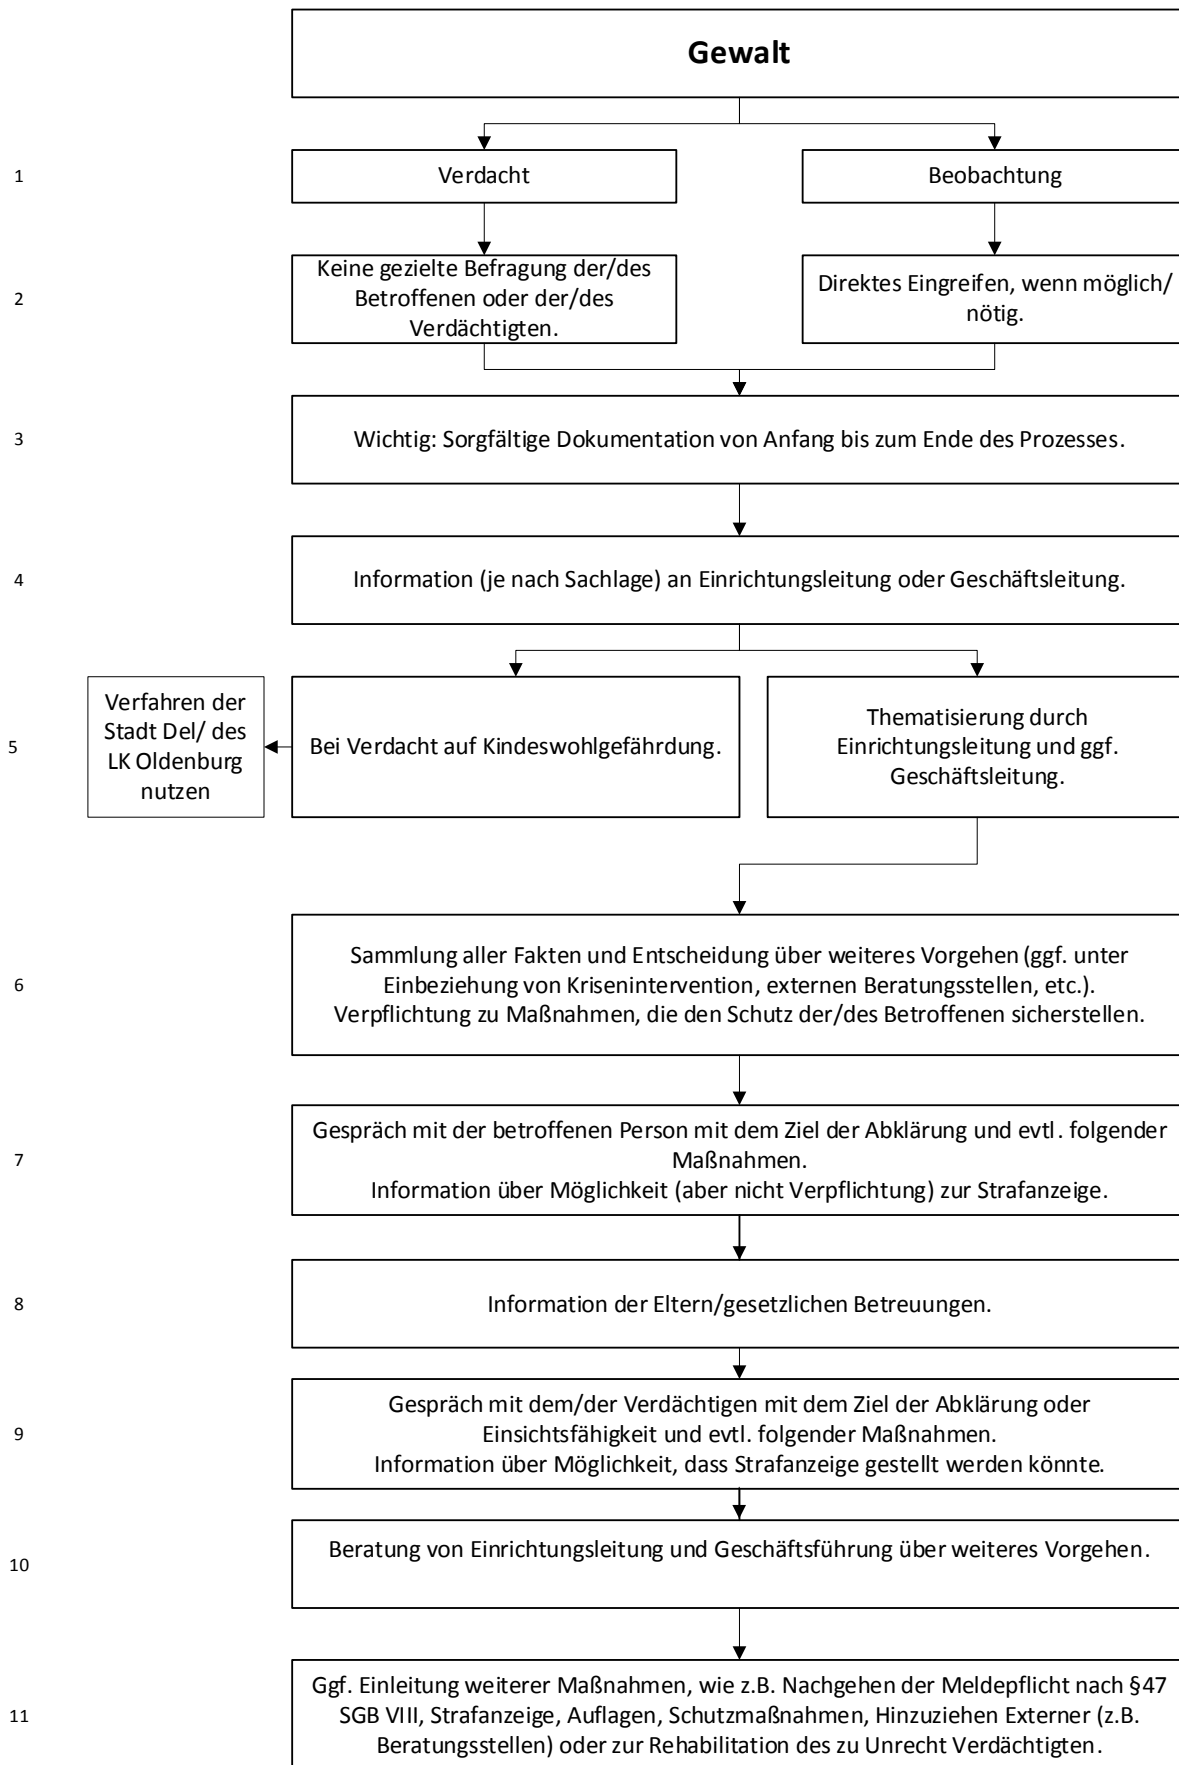 Gewalt
1
Verdacht
Beobachtung
2
Keine gezielte Befragung der/des
Betroffenen oder der/des
Verdächtigten.
Direktes Eingreifen, wenn möglich/
nötig.
3
Wichtig: Sorgfältige Dokumentation von Anfang bis zum Ende des Prozesses.
4
Information (je nach Sachlage) an Einrichtungsleitung oder Geschäftsleitung.
5
Verfahren der
Stadt Del/ des
LK Oldenburg
nutzen
Bei Verdacht auf Kindeswohlgefährdung.
Thematisierung durch
Einrichtungsleitung und ggf.
Geschäftsleitung.
6
Sammlung aller Fakten und Entscheidung über weiteres Vorgehen (ggf. unter
Einbeziehung von Krisenintervention, externen Beratungsstellen, etc.).
Verpflichtung zu Maßnahmen, die den Schutz der/des Betroffenen sicherstellen.
7
Gespräch mit der betroffenen Person mit dem Ziel der Abklärung und evtl. folgender
Maßnahmen.
Information über Möglichkeit (aber nicht Verpflichtung) zur Strafanzeige.
8
Information der Eltern/gesetzlichen Betreuungen.
9
Gespräch mit dem/der Verdächtigen mit dem Ziel der Abklärung oder
Einsichtsfähigkeit und evtl. folgender Maßnahmen.
Information über Möglichkeit, dass Strafanzeige gestellt werden könnte.
10
Beratung von Einrichtungsleitung und Geschäftsführung über weiteres Vorgehen.
11
Ggf. Einleitung weiterer Maßnahmen, wie z.B. Nachgehen der Meldepflicht nach §47
SGB VIII, Strafanzeige, Auflagen, Schutzmaßnahmen, Hinzuziehen Externer (z.B.
Beratungsstellen) oder zur Rehabilitation des zu Unrecht Verdächtigten.